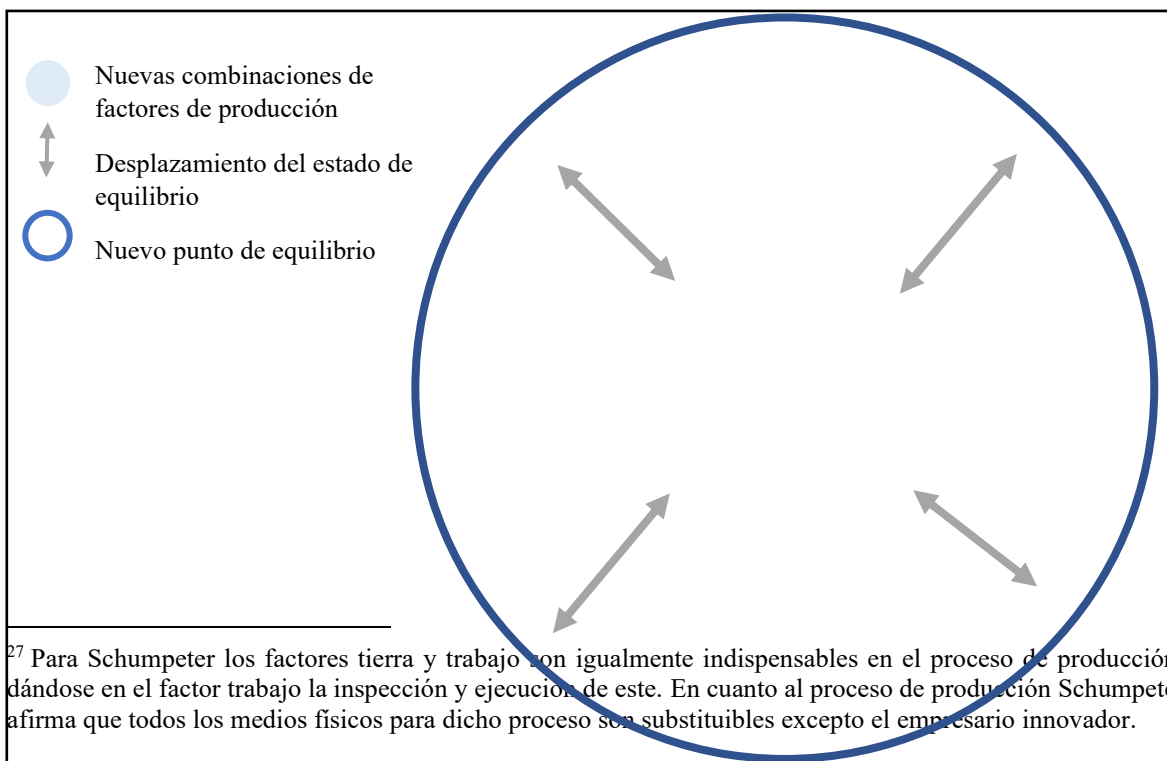 Nuevas combinaciones de
factores de producción
Desplazamiento del estado de
equilibrio
Nuevo punto de equilibrio
27 Para Schumpeter los factores tierra y trabajo son igualmente indispensables en el proceso de producción
dándose en el factor trabajo la inspección y ejecución de este. En cuanto al proceso de producción Schumpete
afirma que todos los medios físicos para dicho proceso son substituibles excepto el empresario innovador.